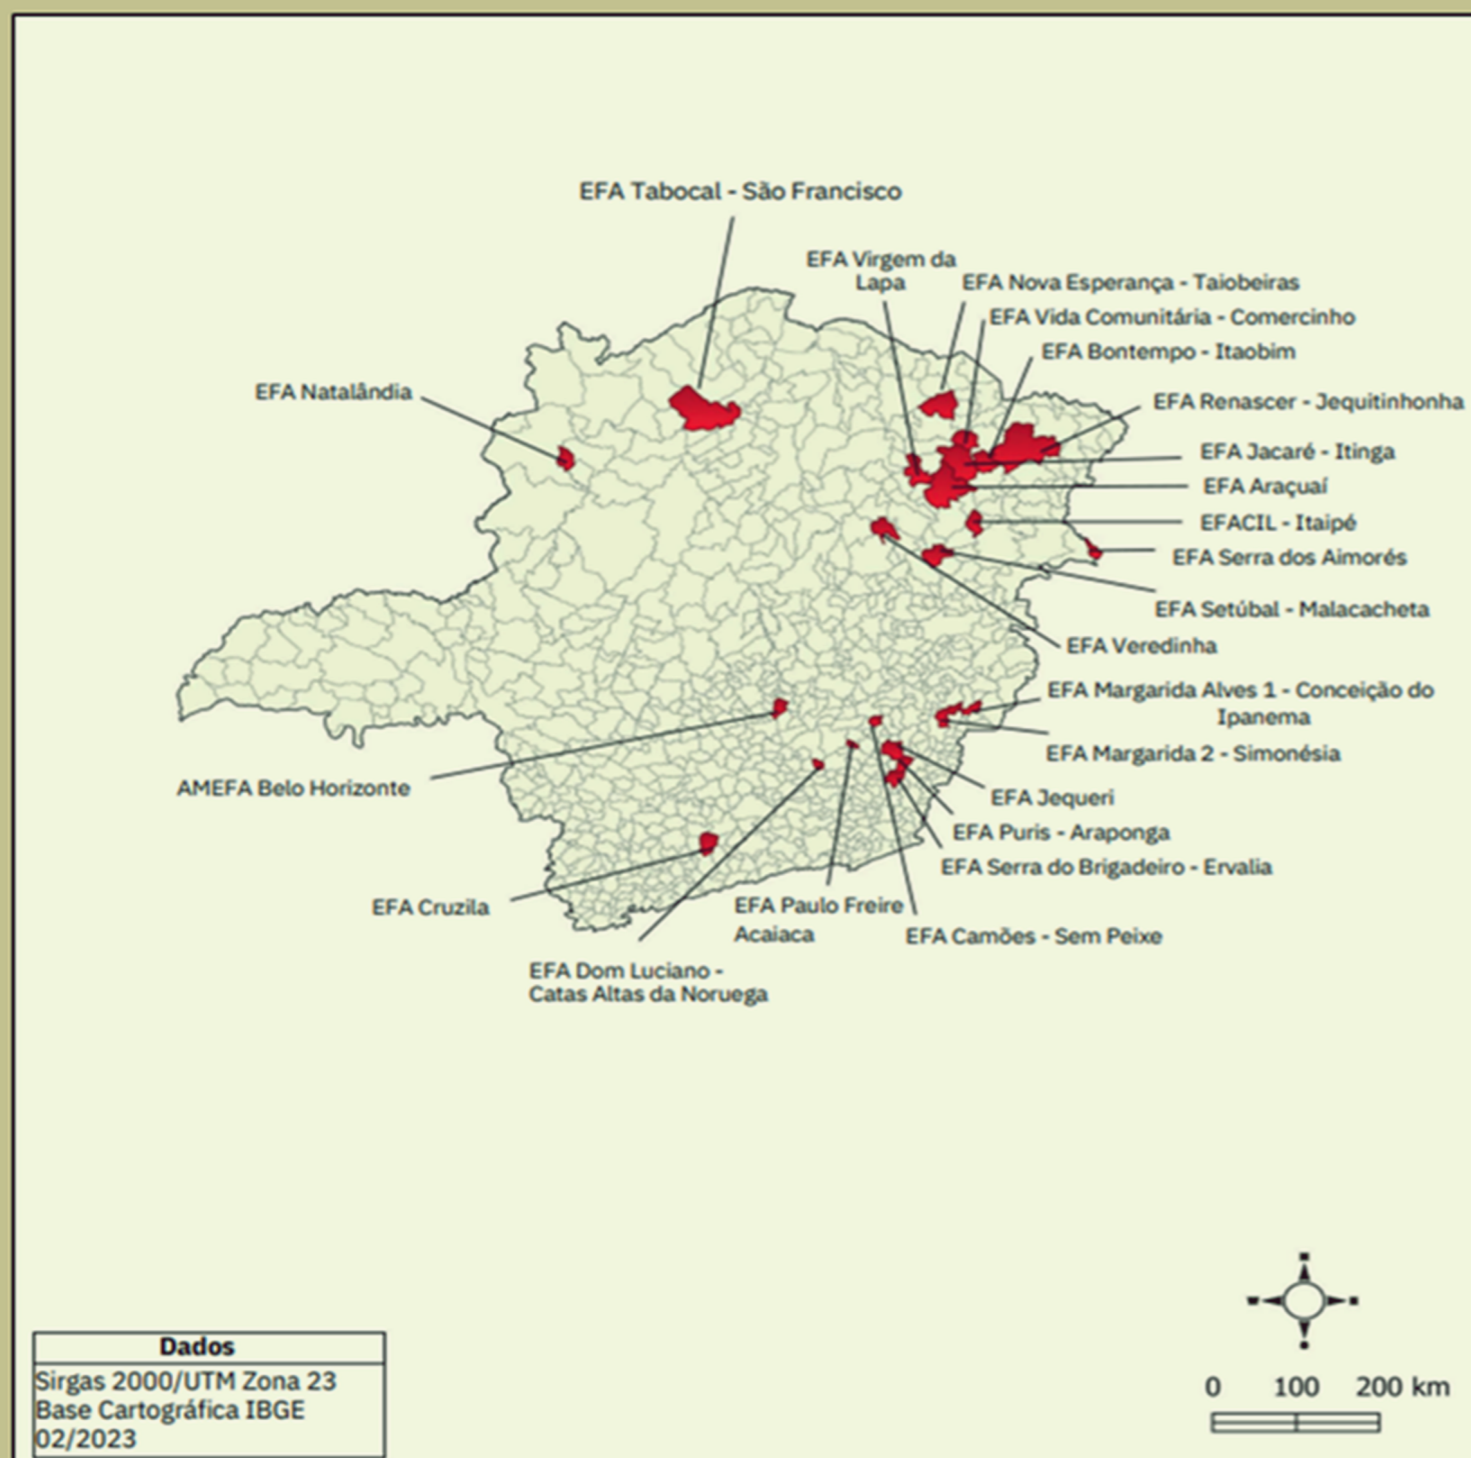 EFA Tabocal - São Francisco
EFA Virgem da
Lapa
EFA Nova Esperança - Taiobeiras
EFA Vida Comunitária - Comercinho
EFA Bontempo - Itaobim
EFA Natalândia
EFA Renascer - Jequitinhonha
EFA Jacaré - Itinga
EFA Araçuaí
EFACIL - Itaipé
EFA Serra dos Aimorés
EFA Setúbal - Malacacheta
EFA Veredinha
EFA Margarida Alves 1 - Conceição do
Ipanema
EFA Margarida 2 - Simonésia
AMEFA Belo Horizonte
EFA Jequeri
EFA Puris - Araponga
EFA Serra do Brigadeiro - Ervalia
EFA Cruzila
EFA Paulo Freire
Acaiaca
EFA Camões - Sem Peixe
EFA Dom Luciano -
Catas Altas da Noruega
Dados
Sirgas 2000/UTM Zona 23
Base Cartográfica IBGE
02/2023
0 100 200 km